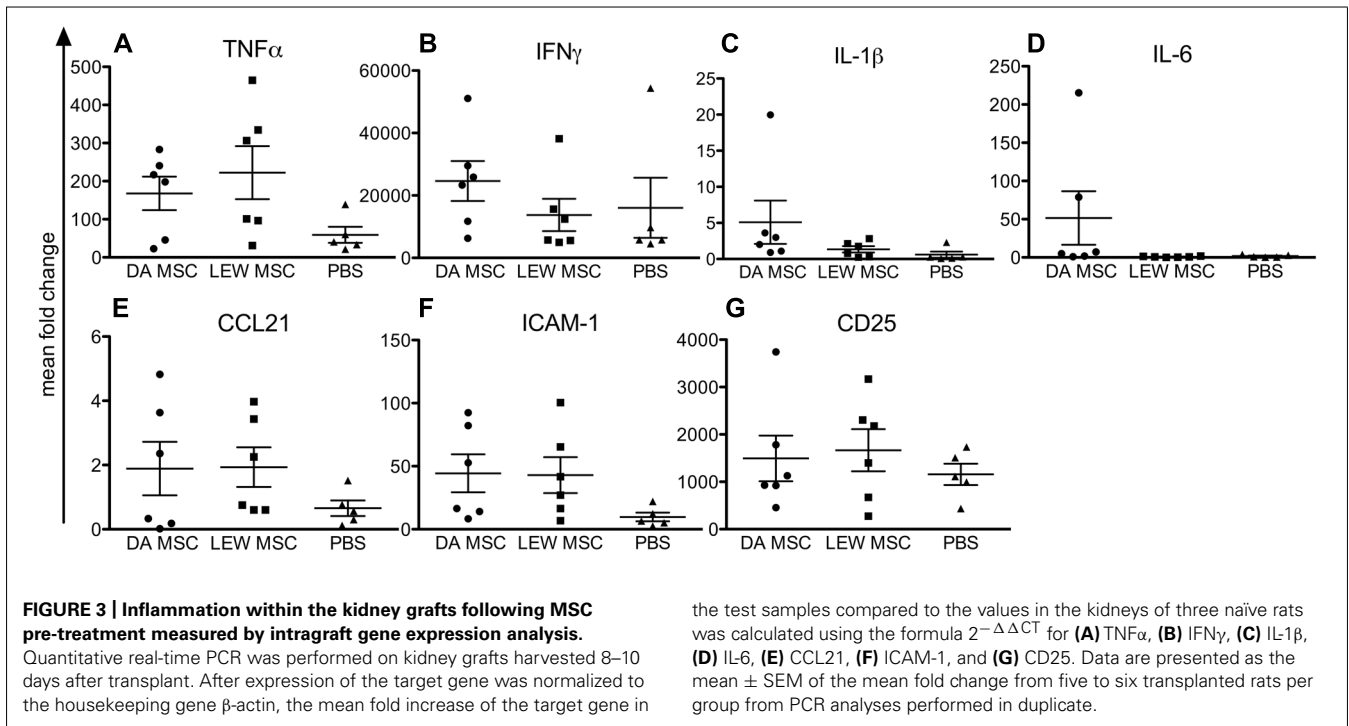 A
TNFα
B
IFNγ
C
IL-1β
D
IL-6
mean fold change
500
400
300
200
100
0
DA MSC LEW MSC PBS
60000
40000
20000
0
DA MSC LEW MSC PBS
25
20
15
10
5
0
DA MSC LEW MSC PBS
250
200
150
100
50
0
DA MSC LEW MSC PBS
E
CCL21
F
ICAM-1
G
CD25
6
4
2
0
DA MSC LEW MSC PBS
150
100
50
0
DA MSC LEW MSC PBS
4000
3000
2000
1000
0
DA MSC LEW MSC PBS
FIGURE 3 | Inflammation within the kidney grafts following MSC
pre-treatment measured by intragraft gene expression analysis.
Quantitative real-time PCR was performed on kidney grafts harvested 8–10
days after transplant. After expression of the target gene was normalized to
the housekeeping gene β-actin, the mean fold increase of the target gene in
the test samples compared to the values in the kidneys of three naïve rats
was calculated using the formula 2−ΔΔCT for (A) TNFα, (B) IFNγ, (C) IL-1β,
(D) IL-6, (E) CCL21, (F) ICAM-1, and (G) CD25. Data are presented as the
mean ± SEM of the mean fold change from five to six transplanted rats per
group from PCR analyses performed in duplicate.